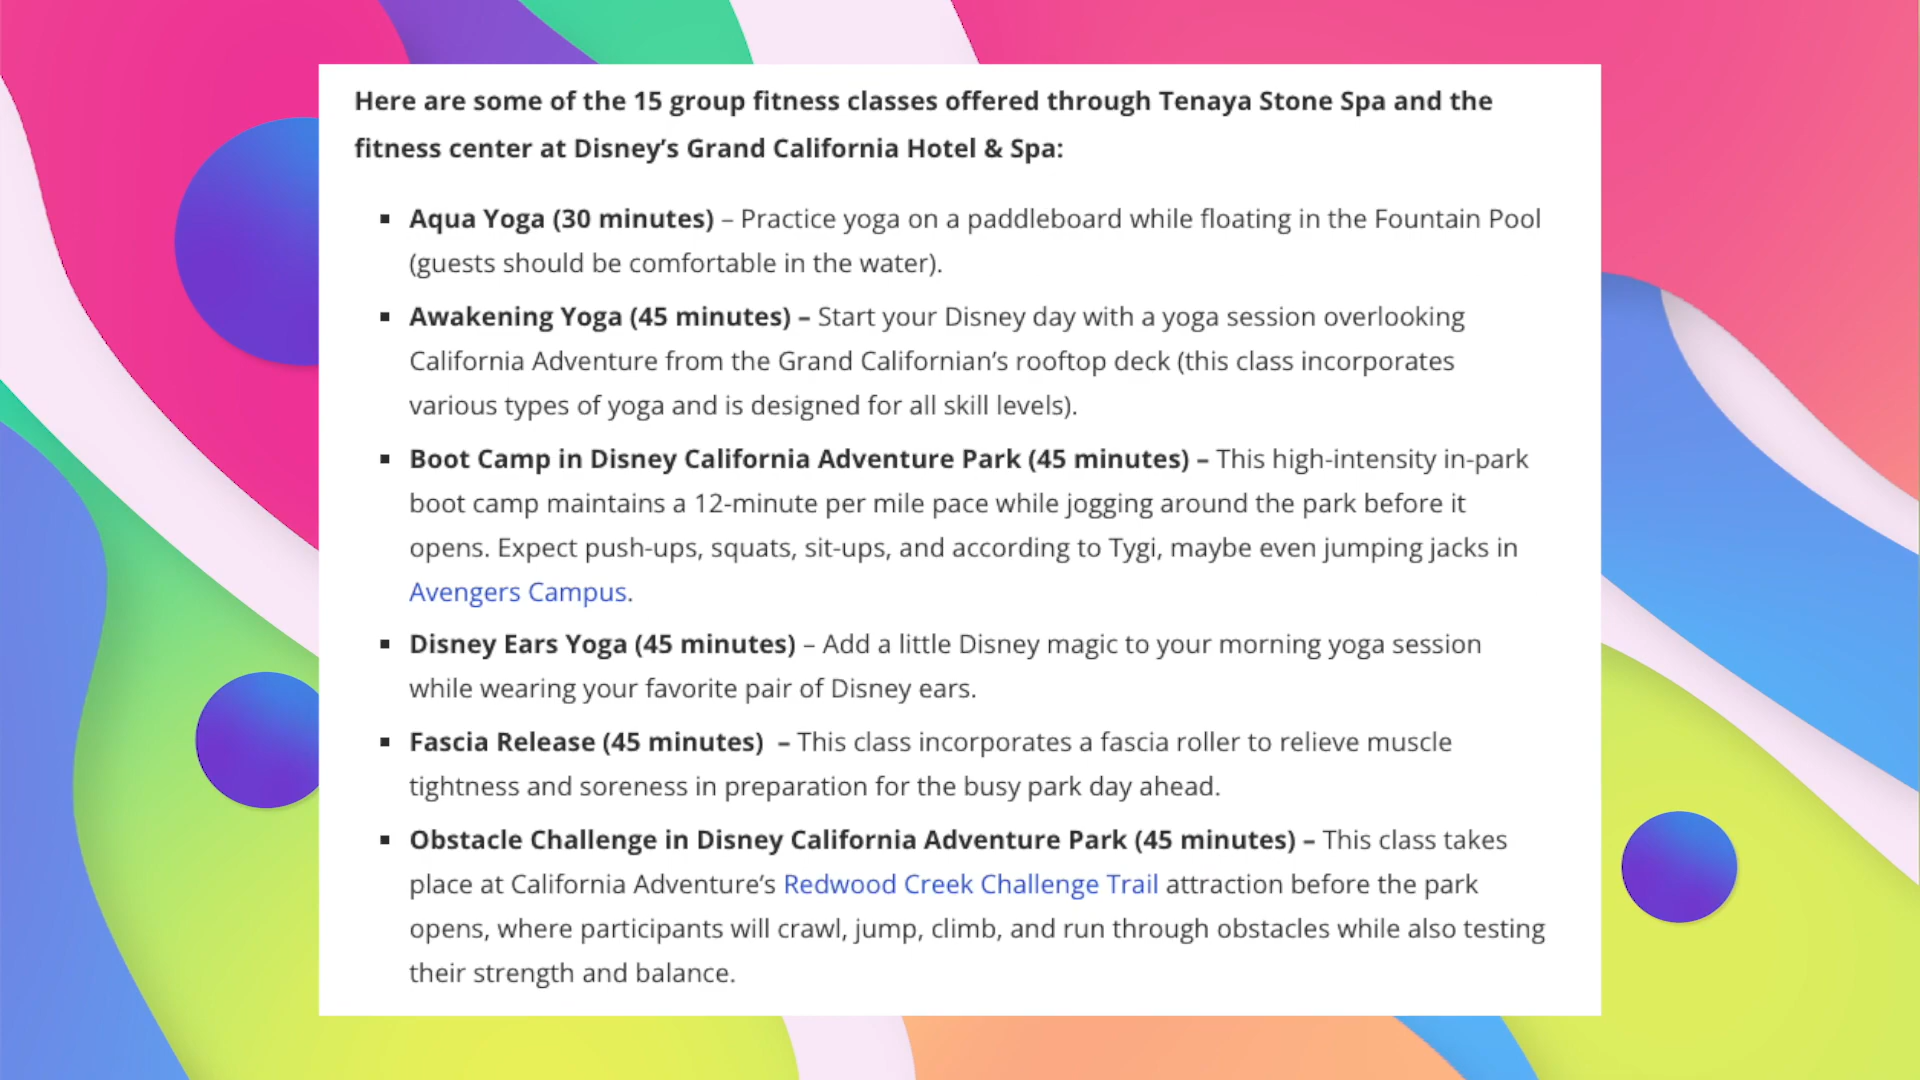 Here are some of the 15 group fitness classes offered through Tenaya Stone Spa and the
fitness center at Disney’s Grand California Hotel & Spa:
▪ Aqua Yoga (30 minutes) – Practice yoga on a paddleboard while floating in the Fountain Pool
(guests should be comfortable in the water).
▪ Awakening Yoga (45 minutes) – Start your Disney day with a yoga session overlooking
California Adventure from the Grand Californian’s rooftop deck (this class incorporates
various types of yoga and is designed for all skill levels).
▪ Boot Camp in Disney California Adventure Park (45 minutes) – This high-intensity in-park
boot camp maintains a 12-minute per mile pace while jogging around the park before it
opens. Expect push-ups, squats, sit-ups, and according to Tygi, maybe even jumping jacks in
Avengers Campus.
▪ Disney Ears Yoga (45 minutes) – Add a little Disney magic to your morning yoga session
while wearing your favorite pair of Disney ears.
▪ Fascia Release (45 minutes) – This class incorporates a fascia roller to relieve muscle
tightness and soreness in preparation for the busy park day ahead.
▪ Obstacle Challenge in Disney California Adventure Park (45 minutes) – This class takes
place at California Adventure’s Redwood Creek Challenge Trail attraction before the park
opens, where participants will crawl, jump, climb, and run through obstacles while also testing
their strength and balance.